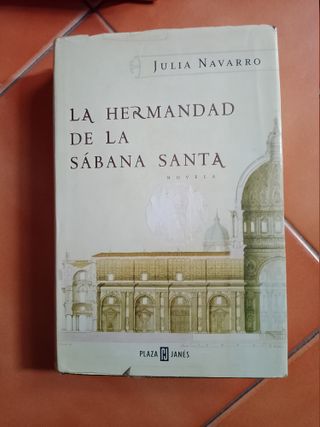 JULIA NAVARRO
LA HERMANDAD
DE LA
SÁBANA SANTA
NOVELA
PLAZA JANÉS